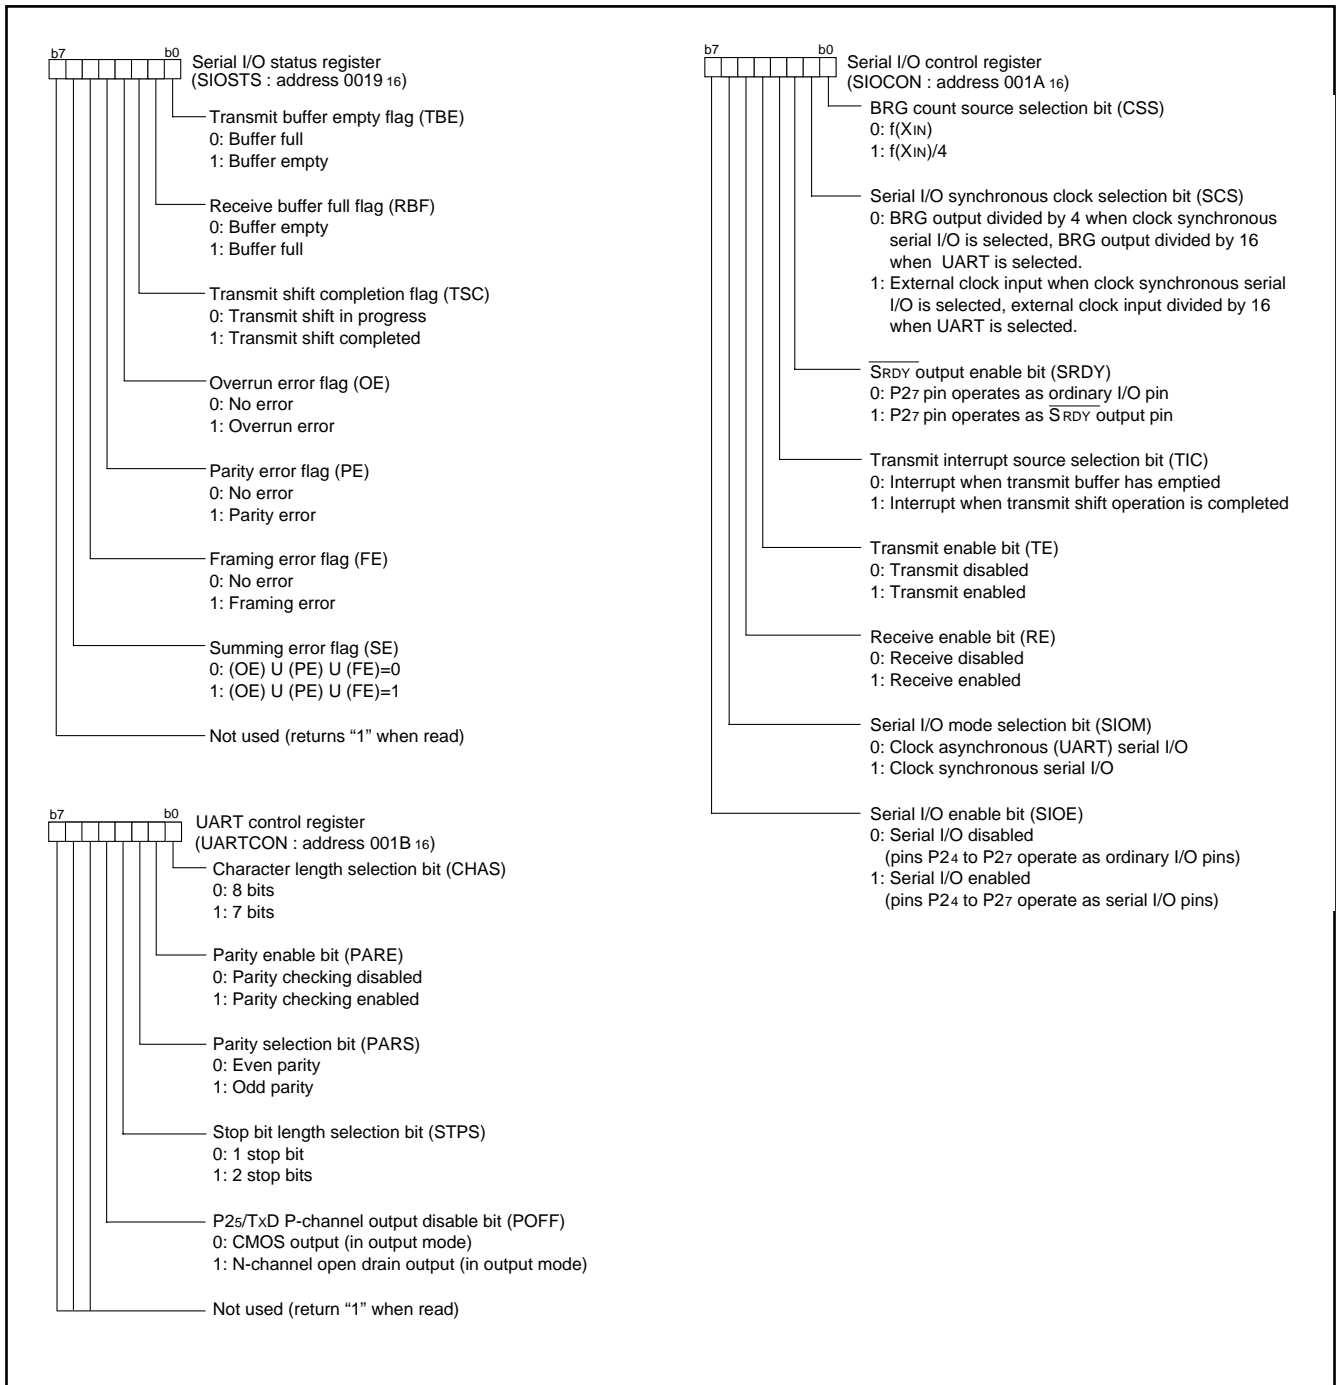 b7 b0 Serial I/O status register
(SIOSTS : address 0019 16)
Transmit buffer empty flag (TBE)
0: Buffer full
1: Buffer empty
Receive buffer full flag (RBF)
0: Buffer empty
1: Buffer full
Transmit shift completion flag (TSC)
0: Transmit shift in progress
1: Transmit shift completed
Overrun error flag (OE)
0: No error
1: Overrun error
Parity error flag (PE)
0: No error
1: Parity error
Framing error flag (FE)
0: No error
1: Framing error
Summing error flag (SE)
0: (OE) U (PE) U (FE)=0
1: (OE) U (PE) U (FE)=1
Not used (returns “1” when read)
b7 b0 UART control register
(UARTCON : address 001B 16)
Character length selection bit (CHAS)
0: 8 bits
1: 7 bits
Parity enable bit (PARE)
0: Parity checking disabled
1: Parity checking enabled
Parity selection bit (PARS)
0: Even parity
1: Odd parity
Stop bit length selection bit (STPS)
0: 1 stop bit
1: 2 stop bits
P25/TXD P-channel output disable bit (POFF)
0: CMOS output (in output mode)
1: N-channel open drain output (in output mode)
Not used (return “1” when read)
b7 b0 Serial I/O control register
(SIOCON : address 001A 16)
BRG count source selection bit (CSS)
0: f(XIN)
1: f(XIN)/4
Serial I/O synchronous clock selection bit (SCS)
0: BRG output divided by 4 when clock synchronous
serial I/O is selected, BRG output divided by 16
when UART is selected.
1: External clock input when clock synchronous serial
I/O is selected, external clock input divided by 16
when UART is selected.
SRDY output enable bit (SRDY)
0: P27 pin operates as ordinary I/O pin
1: P27 pin operates as SRDY output pin
Transmit interrupt source selection bit (TIC)
0: Interrupt when transmit buffer has emptied
1: Interrupt when transmit shift operation is completed
Transmit enable bit (TE)
0: Transmit disabled
1: Transmit enabled
Receive enable bit (RE)
0: Receive disabled
1: Receive enabled
Serial I/O mode selection bit (SIOM)
0: Clock asynchronous (UART) serial I/O
1: Clock synchronous serial I/O
Serial I/O enable bit (SIOE)
0: Serial I/O disabled
(pins P24 to P27 operate as ordinary I/O pins)
1: Serial I/O enabled
(pins P24 to P27 operate as serial I/O pins)